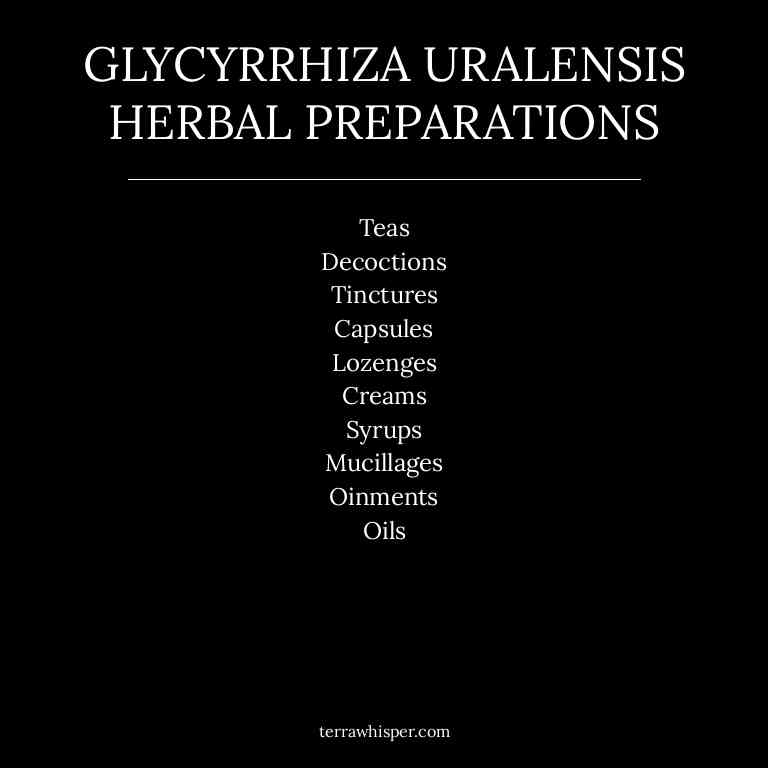 GLYCYRRHIZA URALENSIS
HERBAL PREPARATIONS
Teas
Decoctions
Tinctures
Capsules
Lozenges
Creams
Syrups
Mucillages
Oinments
Oils
terrawhisper.com